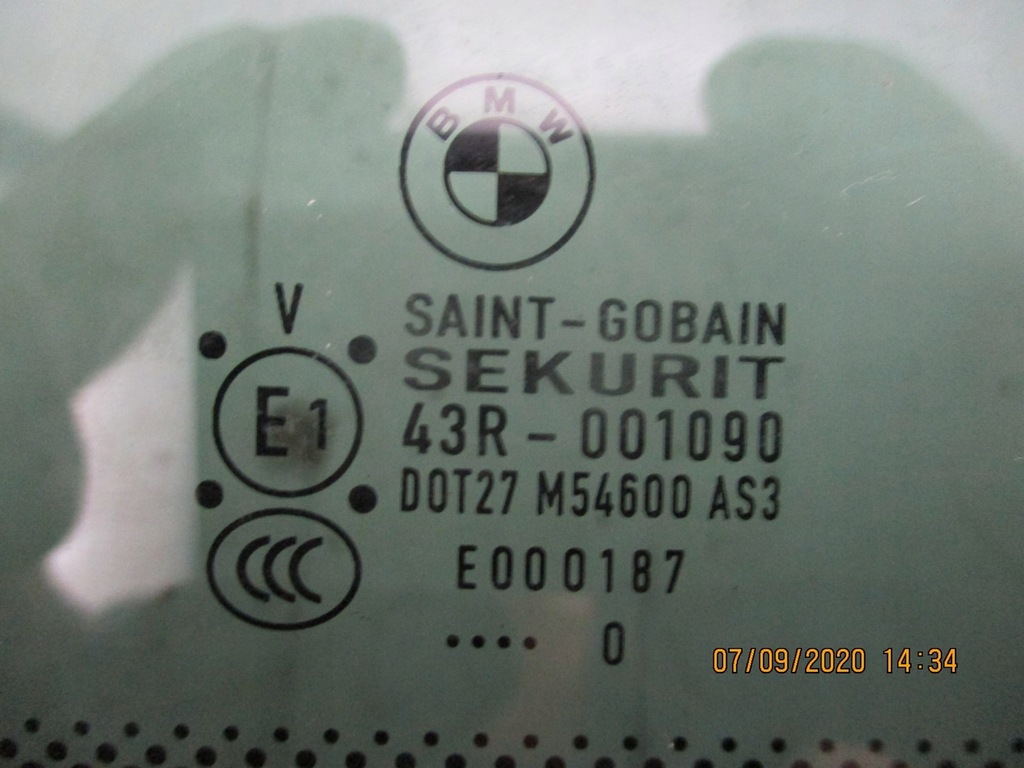 BMW
V
SAINT-GOBAIN
SEKURIT
E1
43R - 001090
DOT27 M54600 AS3
CCC
E000187
.... 0
07/09/2020 14:34